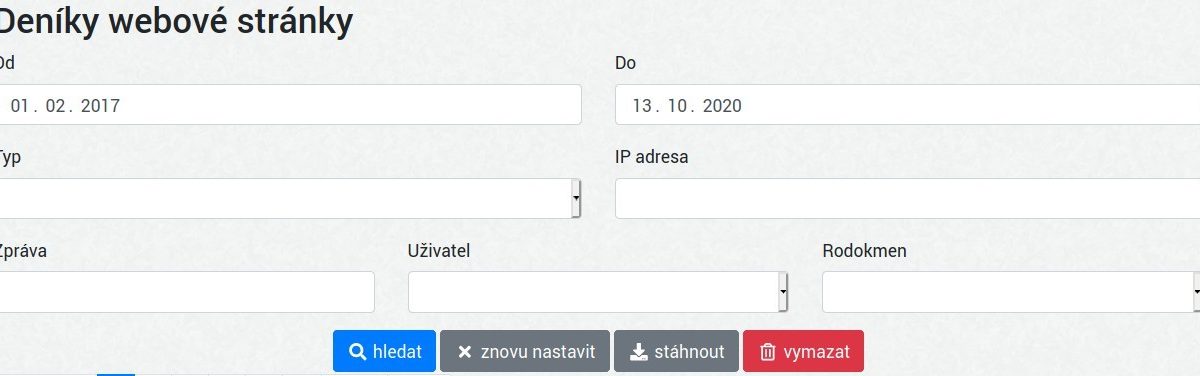 Deníky webové stránky
Od Do
01. 02. 2017 13. 10. 2020
Typ IP adresa
Zpráva Uživatel Rodokmen
hledat znovu nastavit stáhnout vymazat